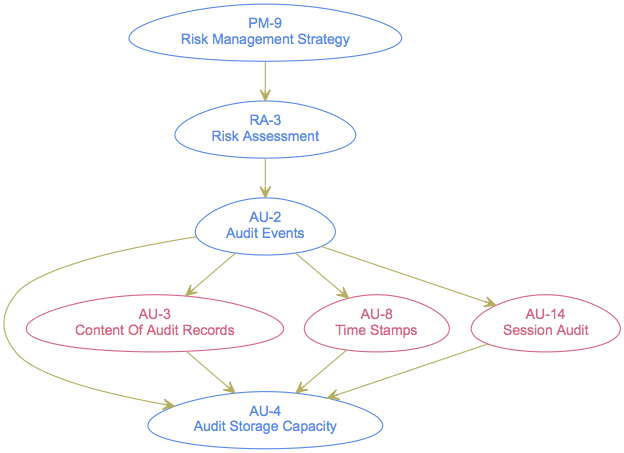 PM-9
Risk Management Strategy
RA-3
Risk Assessment
AU-2
Audit Events
AU-3
Content Of Audit Records
AU-8
Time Stamps
AU-14
Session Audit
AU-4
Audit Storage Capacity